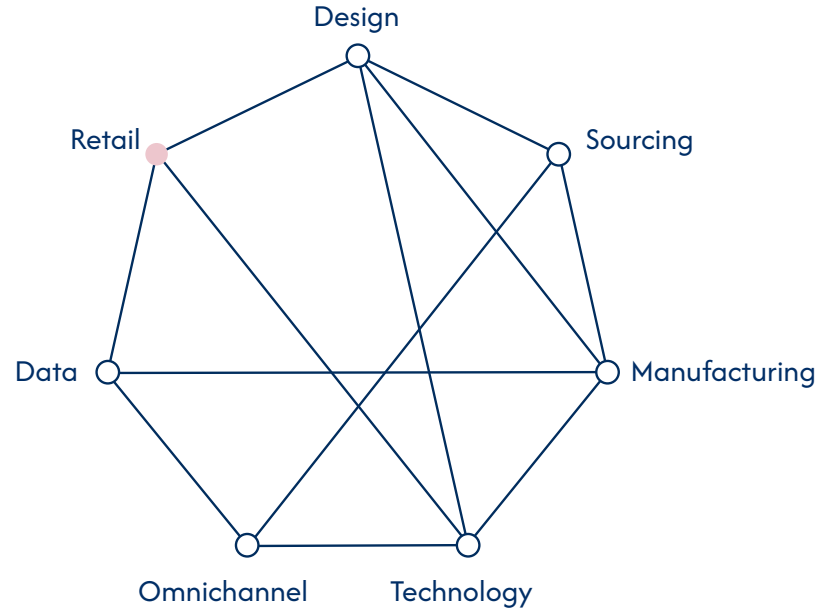 Design
Retail
Sourcing
Data
Manufacturing
Omnichannel
Technology